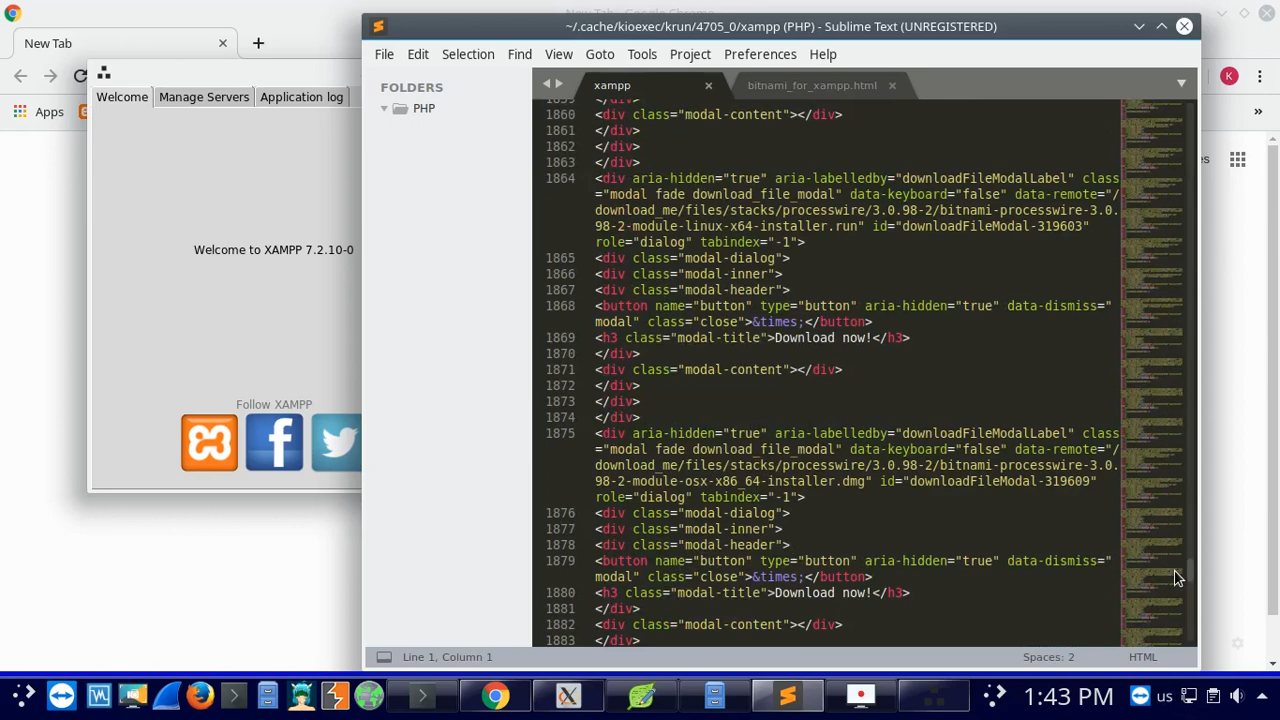 New Tab - Google Chrome
New Tab
Apps
K
»
es
Welcome
Manage Servers
Application log
Welcome to XAMPP 7.2.10-0
Follow XAMPP
~/.cache/kioexec/krun/4705_0/xampp (PHP) - Sublime Text (UNREGISTERED)
File Edit Selection Find View Goto Tools Project Preferences Help
FOLDERS
PHP
xampp
bitnami_for_xampp.html
1859 </div>
1860 <div class="modal-content"></div>
1861 </div>
1862 </div>
1863 </div>
1864 <div aria-hidden="true" aria-labelledby="downloadFileModalLabel" class
="modal fade download_file_modal" data-keyboard="false" data-remote="/
download_me/files/stacks/processwire/3.0.98-2/bitnami-processwire-3.0.
98-2-module-linux-x64-installer.run" id="downloadFileModal-319603"
role="dialog" tabindex="-1">
1865 <div class="modal-dialog">
1866 <div class="modal-inner">
1867 <div class="modal-header">
1868 <button name="button" type="button" aria-hidden="true" data-dismiss="
modal" class="close">&times;</button>
1869 <h3 class="modal-title">Download now!</h3>
1870 </div>
1871 <div class="modal-content"></div>
1872 </div>
1873 </div>
1874 </div>
1875 <div aria-hidden="true" aria-labelledby="downloadFileModalLabel" class
="modal fade download_file_modal" data-keyboard="false" data-remote="/
download_me/files/stacks/processwire/3.0.98-2/bitnami-processwire-3.0.
98-2-module-osx-x86_64-installer.dmg" id="downloadFileModal-319609"
role="dialog" tabindex="-1">
1876 <div class="modal-dialog">
1877 <div class="modal-inner">
1878 <div class="modal-header">
1879 <button name="button" type="button" aria-hidden="true" data-dismiss="
modal" class="close">&times;</button>
1880 <h3 class="modal-title">Download now!</h3>
1881 </div>
1882 <div class="modal-content"></div>
1883 </div>
Line 1, Column 1
Spaces: 2
HTML
1:43 PM
us